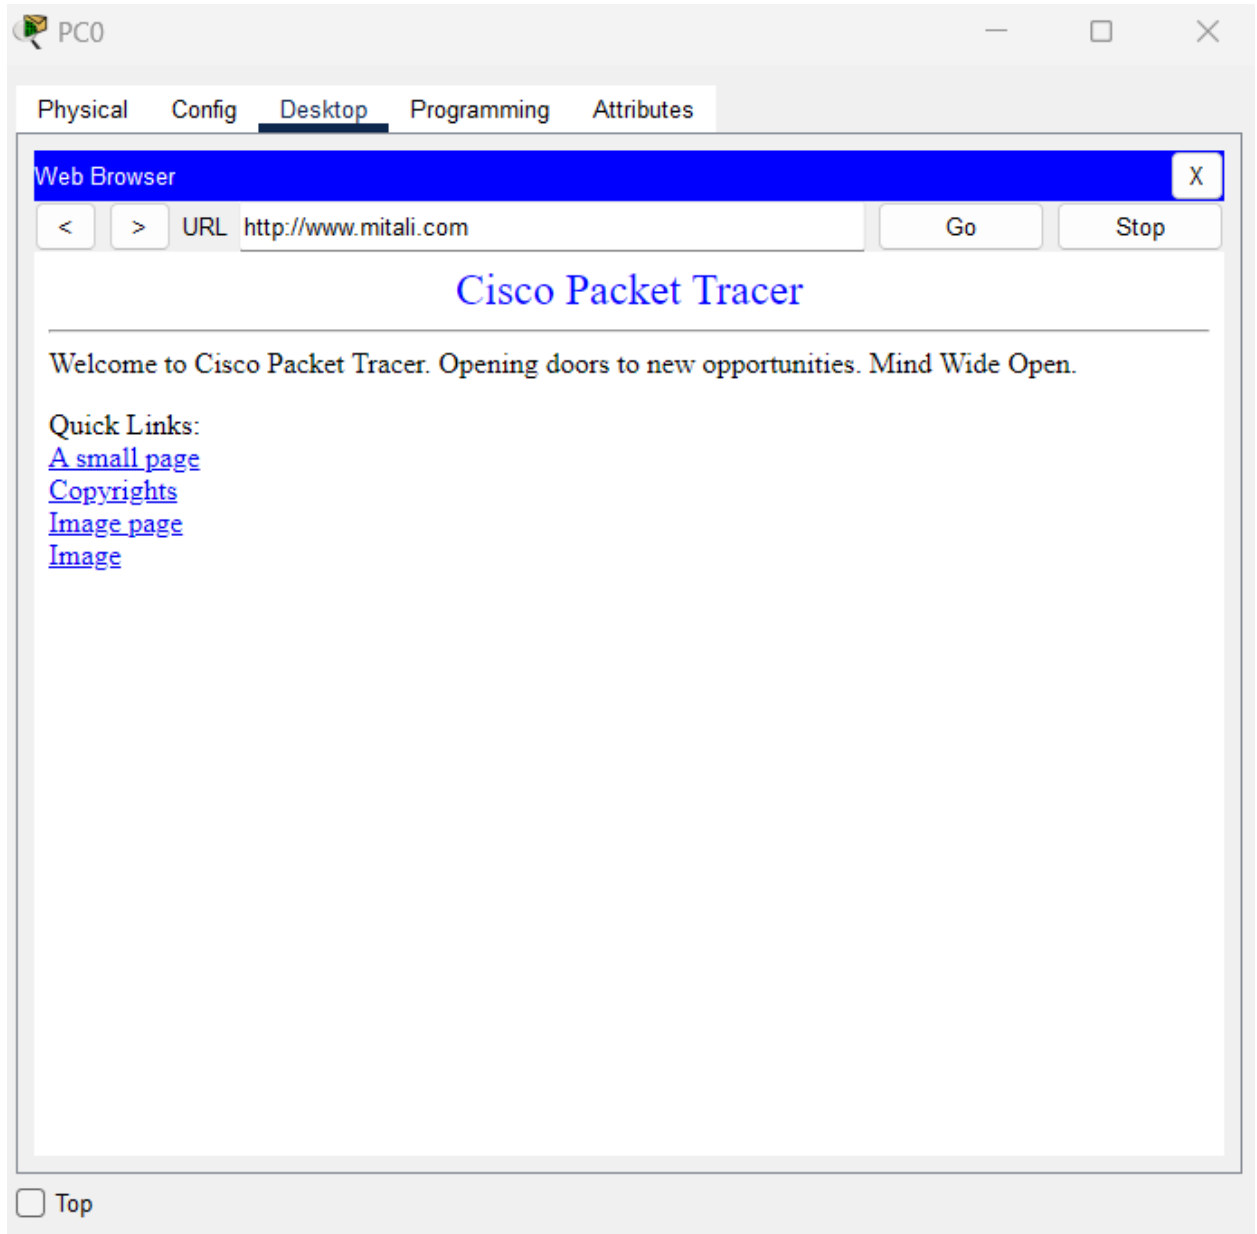 PC0
Physical Config Desktop Programming Attributes
Web Browser X
< > URL http://www.mitali.com Go Stop
Cisco Packet Tracer
Welcome to Cisco Packet Tracer. Opening doors to new opportunities. Mind Wide Open.
Quick Links:
A small page
Copyrights
Image page
Image
Top